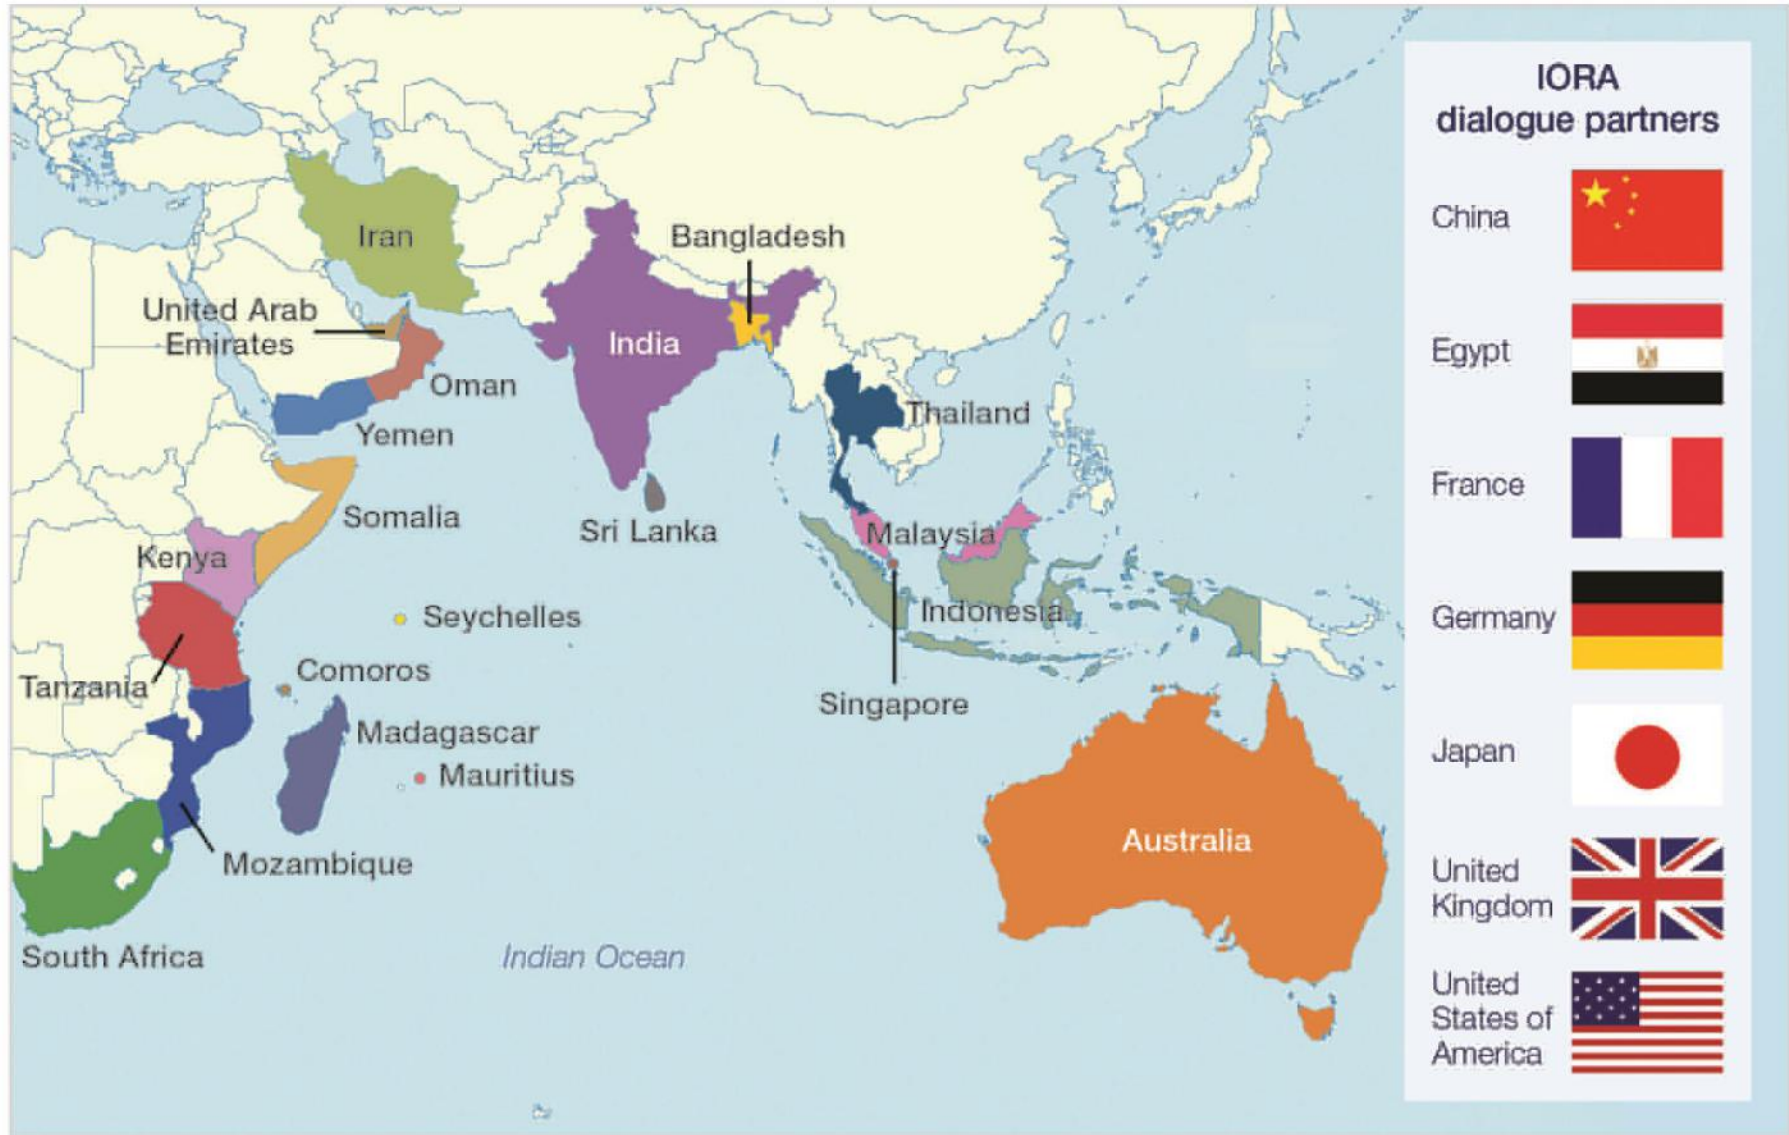 Iran
Bangladesh
United Arab
Emirates
India
Oman
Thailand
Yemen
Somalia
Sri Lanka
Malaysia
Kenya
Seychelles
Indonesia
Comoros
Tanzania
Singapore
Madagascar
Mauritius
Australia
Mozambique
South Africa
Indian Ocean
IORA
dialogue partners
China
Egypt
France
Germany
Japan
United
Kingdom
United
States of
America